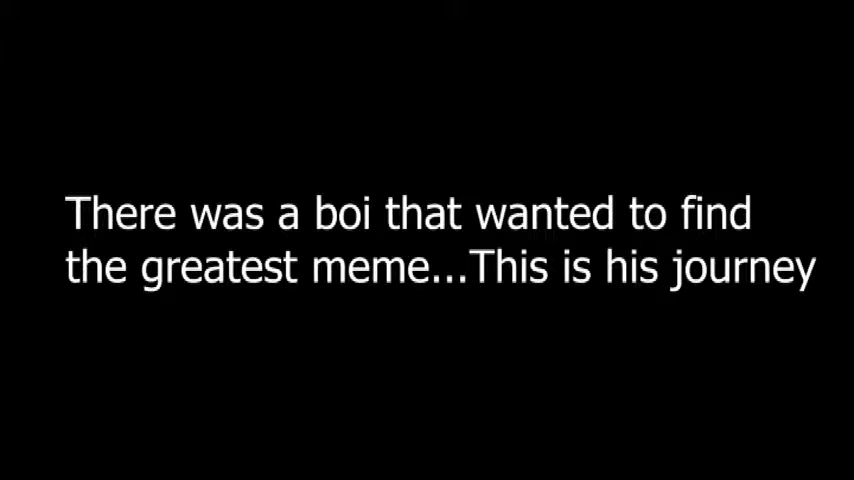 There was a boi that wanted to find
the greatest meme...This is his journey